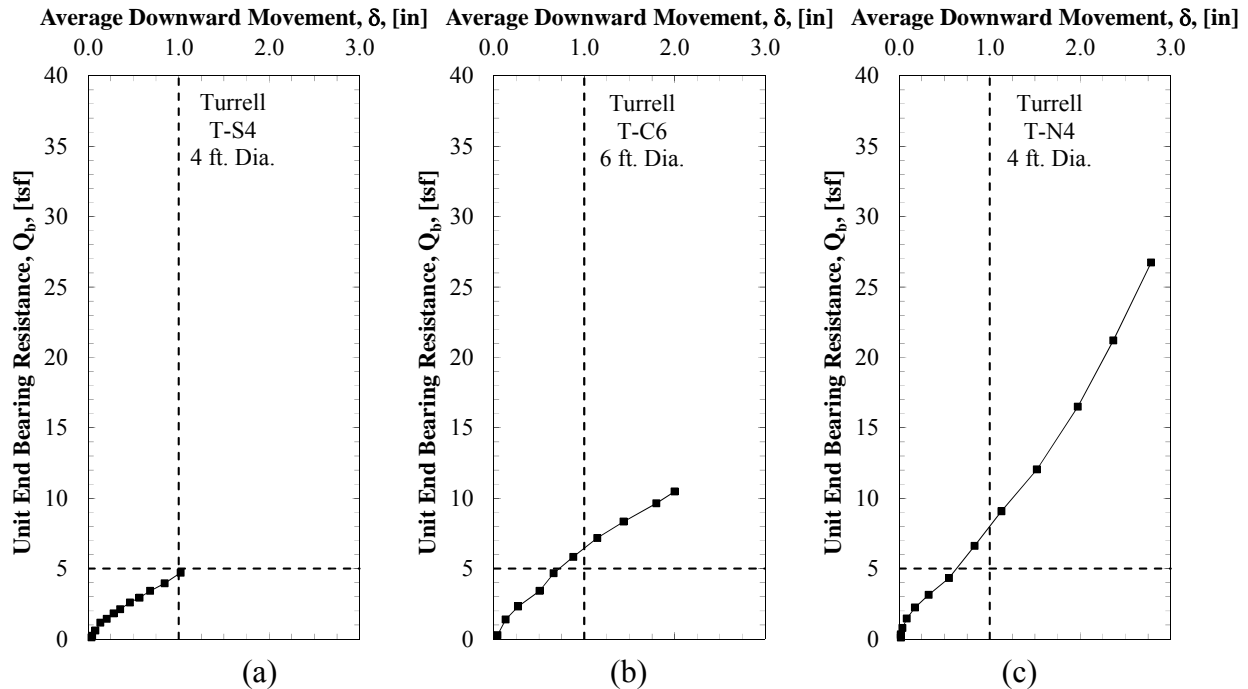 Average Downward Movement, δ, [in]
0.0 1.0 2.0 3.0
40
35
30
25
20
15
10
5
0
Unit End Bearing Resistance, Qb, [tsf]
Turrell
T-S4
4 ft. Dia.
(a)
Average Downward Movement, δ, [in]
0.0 1.0 2.0 3.0
40
35
30
25
20
15
10
5
0
Unit End Bearing Resistance, Qb, [tsf]
Turrell
T-C6
6 ft. Dia.
(b)
Average Downward Movement, δ, [in]
0.0 1.0 2.0 3.0
40
35
30
25
20
15
10
5
0
Unit End Bearing Resistance, Qb, [tsf]
Turrell
T-N4
4 ft. Dia.
(c)